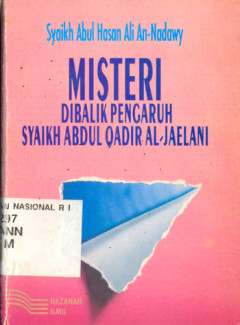 Syaikh Abul Hasan Ali An-Nadawy
MISTERI
DIBALIK PENGARUH
SYAIKH ABDUL QADIR AL-JAELANI
AN NASIONAL R I
297
ANN
M
HAZANAH
ILMU